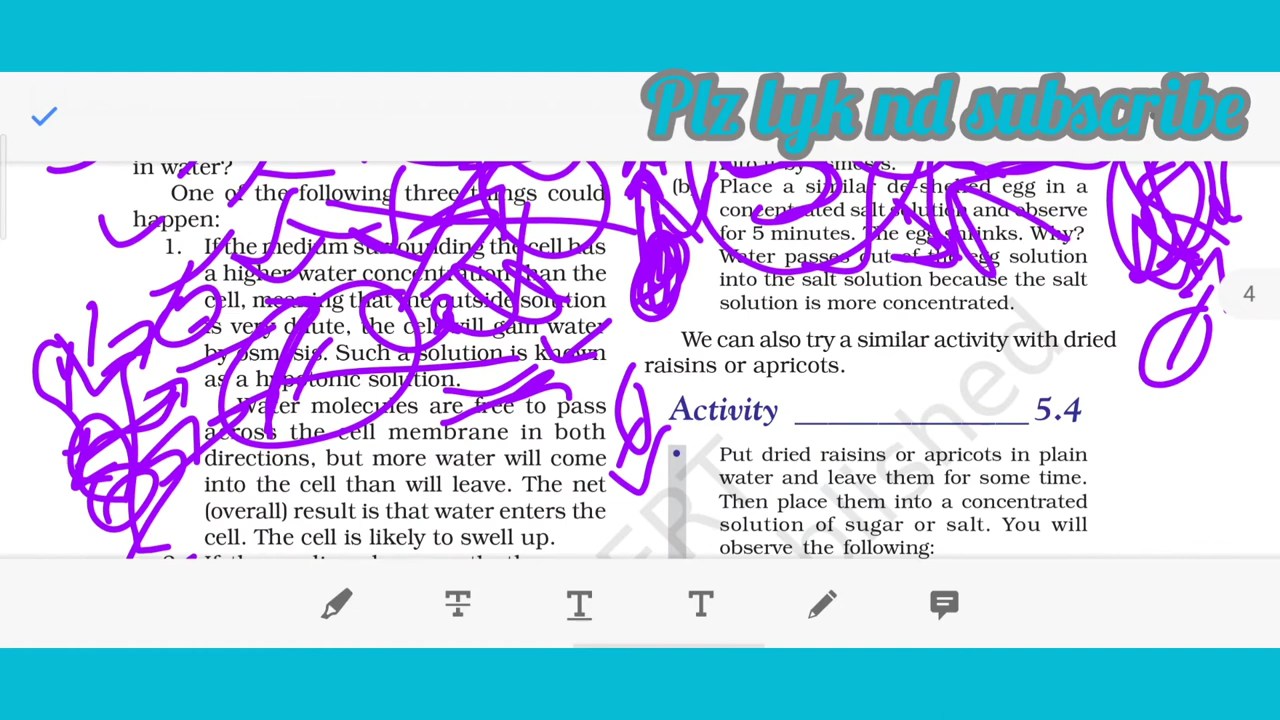 Plz lyk nd subscribe
in water?
One of the following three things could
happen:
1. If the medium surrounding the cell has
a higher water concentration than the
cell, meaning that the outside solution
is very dilute, the cell will gain water
by osmosis. Such a solution is known
as a hypotonic solution.
Water molecules are free to pass
across the cell membrane in both
directions, but more water will come
into the cell than will leave. The net
(overall) result is that water enters the
cell. The cell is likely to swell up.
into it by osmosis.
(b) Place a similar de-shelled egg in a
concentrated salt solution and observe
for 5 minutes. The egg shrinks. Why?
Water passes out of the egg solution
into the salt solution because the salt
solution is more concentrated.
We can also try a similar activity with dried
raisins or apricots.
Activity ______________ 5.4
• Put dried raisins or apricots in plain
water and leave them for some time.
Then place them into a concentrated
solution of sugar or salt. You will
observe the following:
4